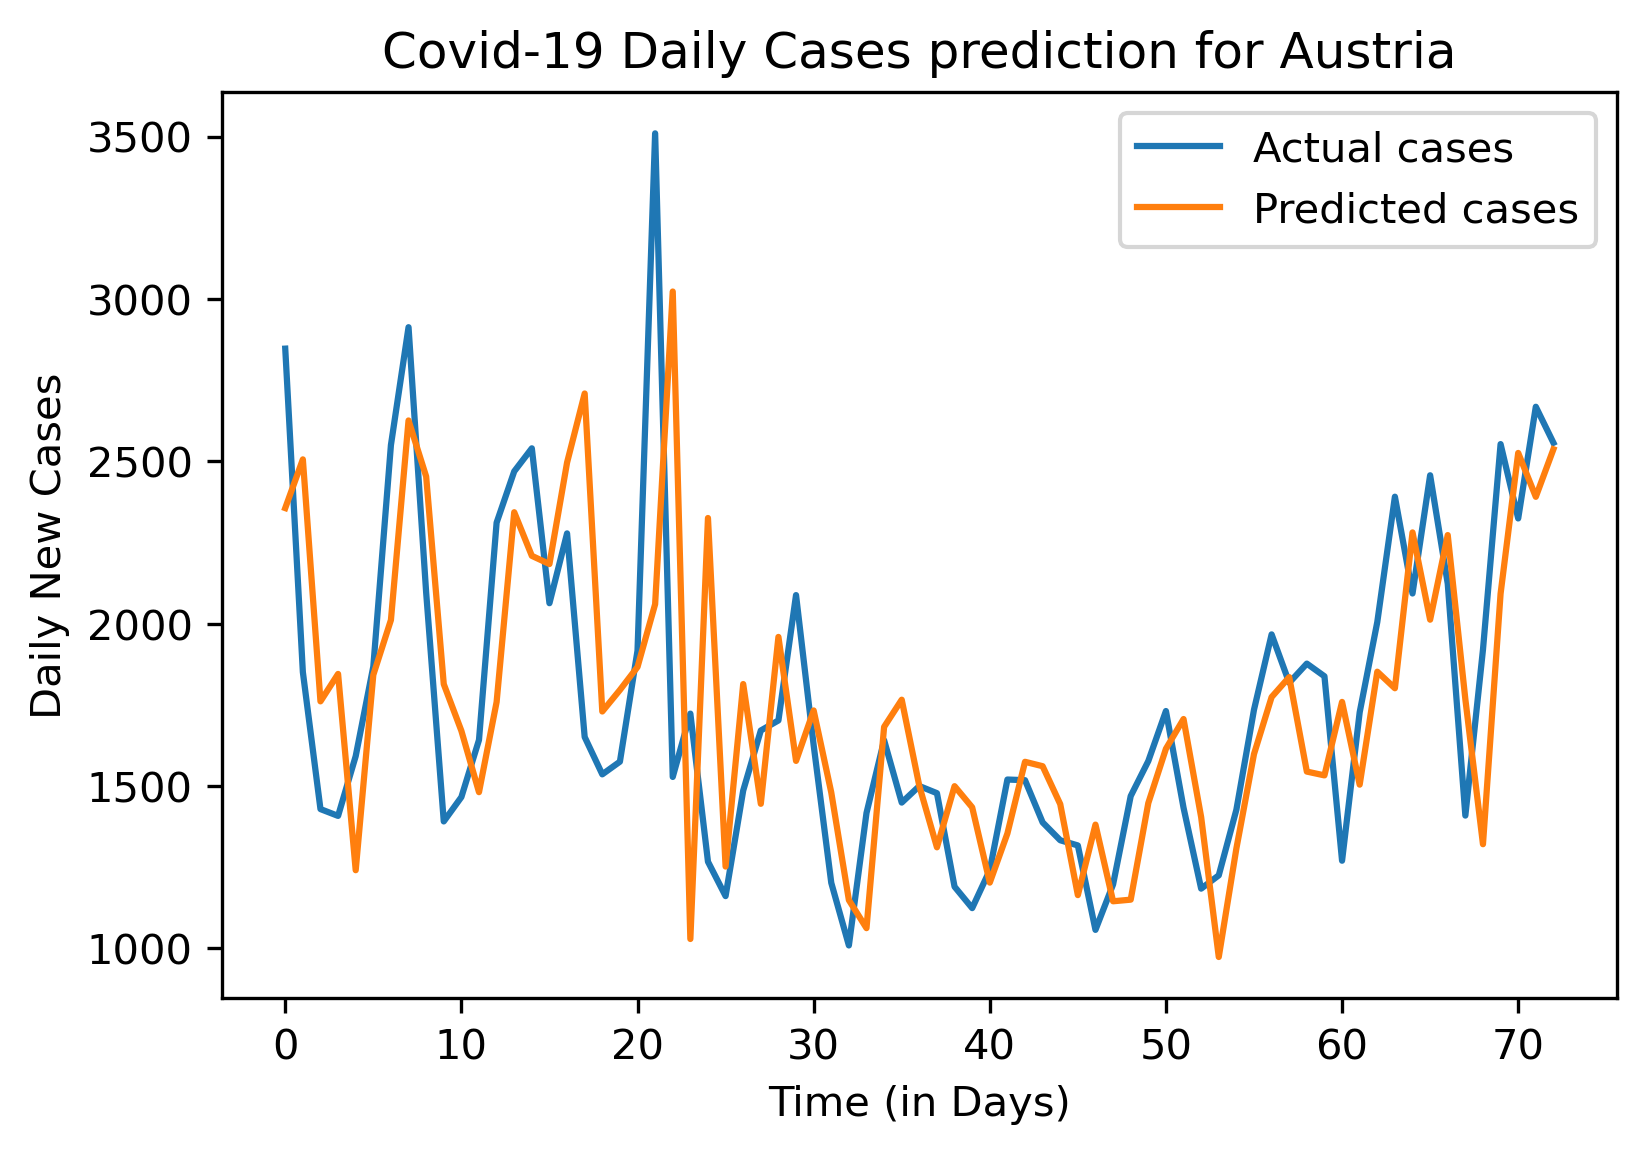 Covid-19 Daily Cases prediction for Austria
Actual cases
Predicted cases
Daily New Cases
3500
3000
2500
2000
1500
1000
0 10 20 30 40 50 60 70
Time (in Days)